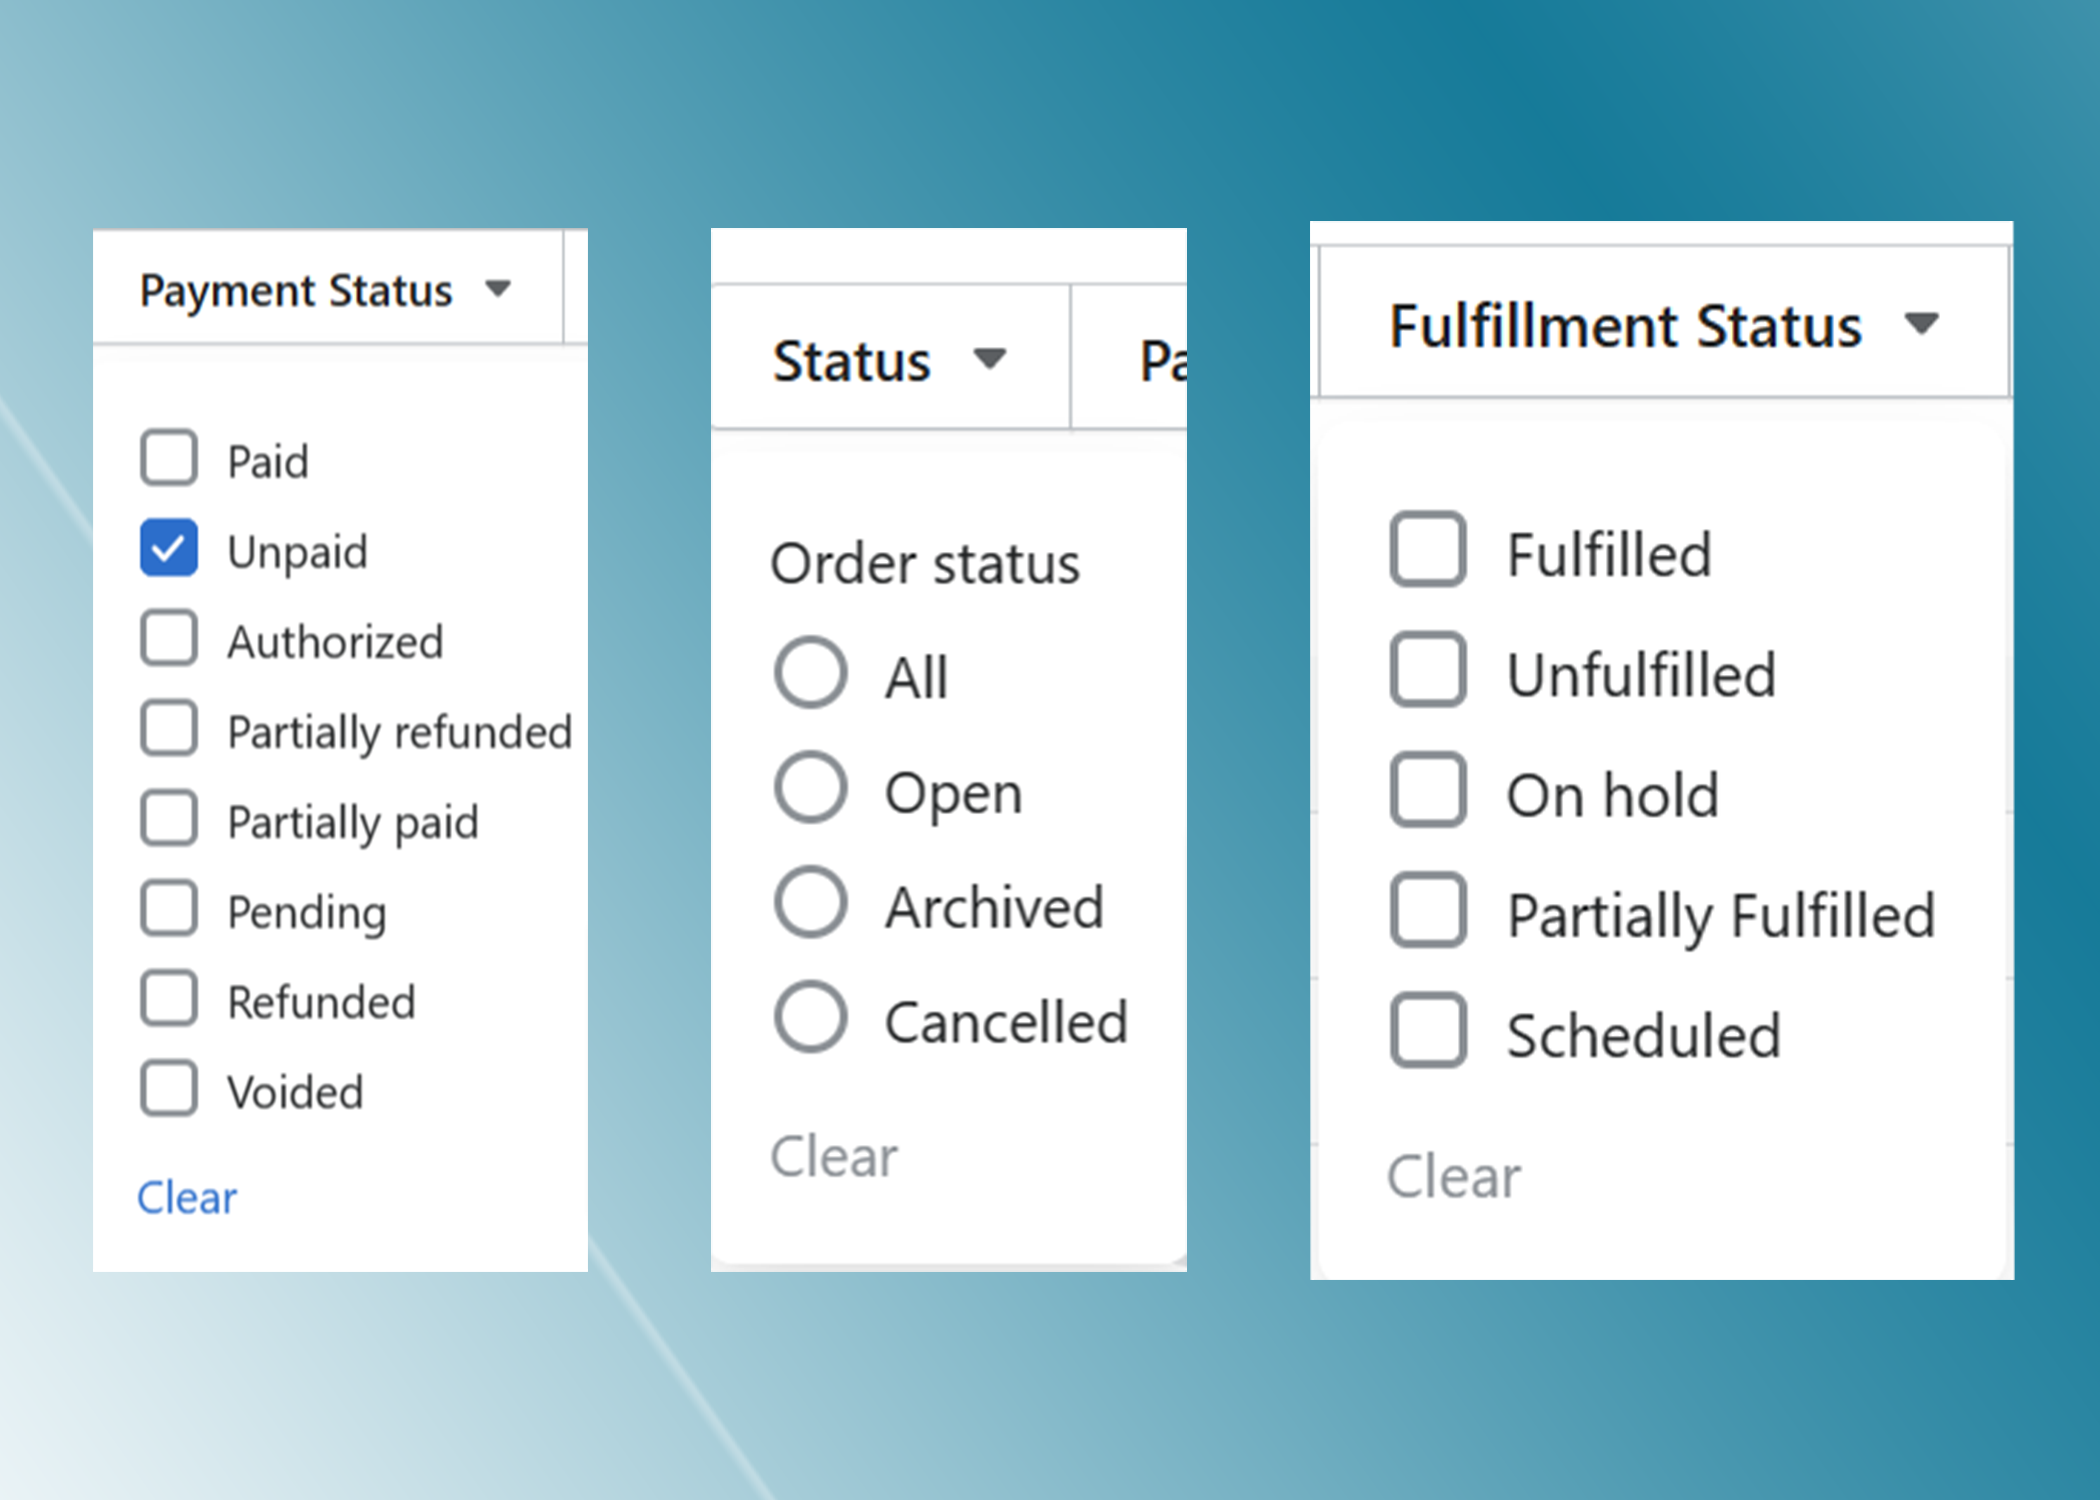 Payment Status
Paid
Unpaid
Authorized
Partially refunded
Partially paid
Pending
Refunded
Voided
Clear
Status
Pa
Order status
All
Open
Archived
Cancelled
Clear
Fulfillment Status
Fulfilled
Unfulfilled
On hold
Partially Fulfilled
Scheduled
Clear